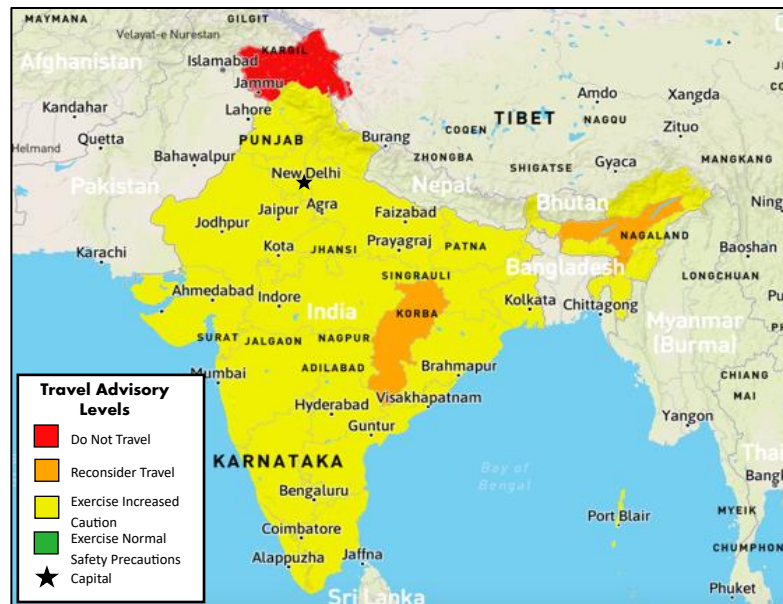 MAYMANA
GILGIT
Velayat-e Nurestan
KARGIL
Islamabad
Afghanistan
Jammu
Kandahar
Lahore
Amdo
Xangda
TIBET
NAGQU
COQEN
Zituo
Quetta
PUNJAB
Burang
Helmand
Bahawalpur
ZHONGBA
Gyaca
MANGKANG
SHIGATSE
New Delhi
Pakistan
Nepal
Bhutan
Agra
Jaipur
Faizabad
Jodhpur
NAGALAND
Kota
JHANSI
Prayagraj
PATNA
Baoshan
Karachi
Bangladesh
SINGRAULI
LONGCHUAN
Ahmedabad
Indore
India
Kolkata
Chittagong
KORBA
Myanmar
(Burma)
SURAT
JALGAON
NAGPUR
ADILABAD
Brahmapur
CHIANG
MAI
Mumbai
Visakhapatnam
Hyderabad
Yangon
Guntur
KARNATAKA
Bay of
Bengal
Bengaluru
Port Blair
MYEIK
Coimbatore
CHUMPHON
Alappuzha
Jaffna
Phuket
Sri Lanka
Travel Advisory
Levels
Do Not Travel
Reconsider Travel
Exercise Increased
Caution
Exercise Normal
Safety Precautions
Capital